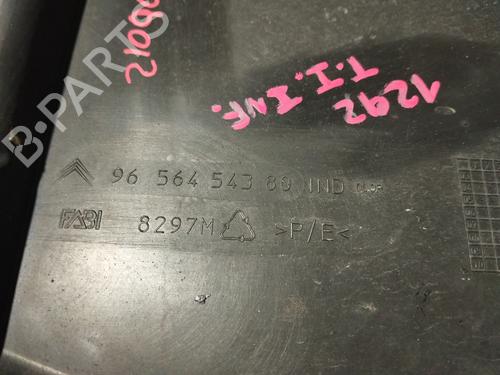 B-PARTS
1292
T.I. INF.
96 564 543 80 IND
FABI 8297M >P/E<